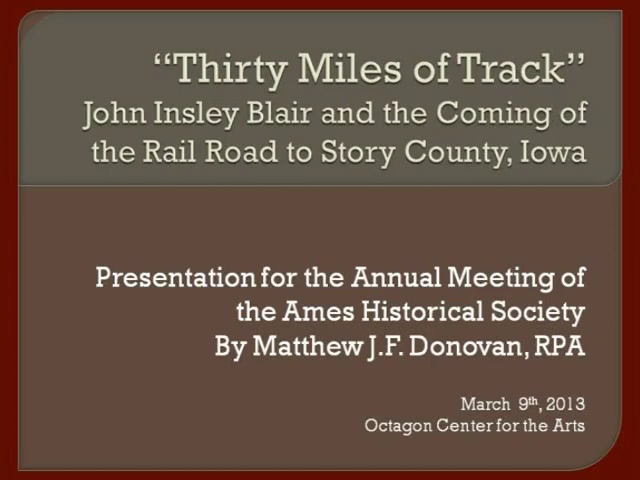 “Thirty Miles of Track”
John Insley Blair and the Coming of
the Rail Road to Story County, Iowa
Presentation for the Annual Meeting of
the Ames Historical Society
By Matthew J.F. Donovan, RPA
March 9th, 2013
Octagon Center for the Arts